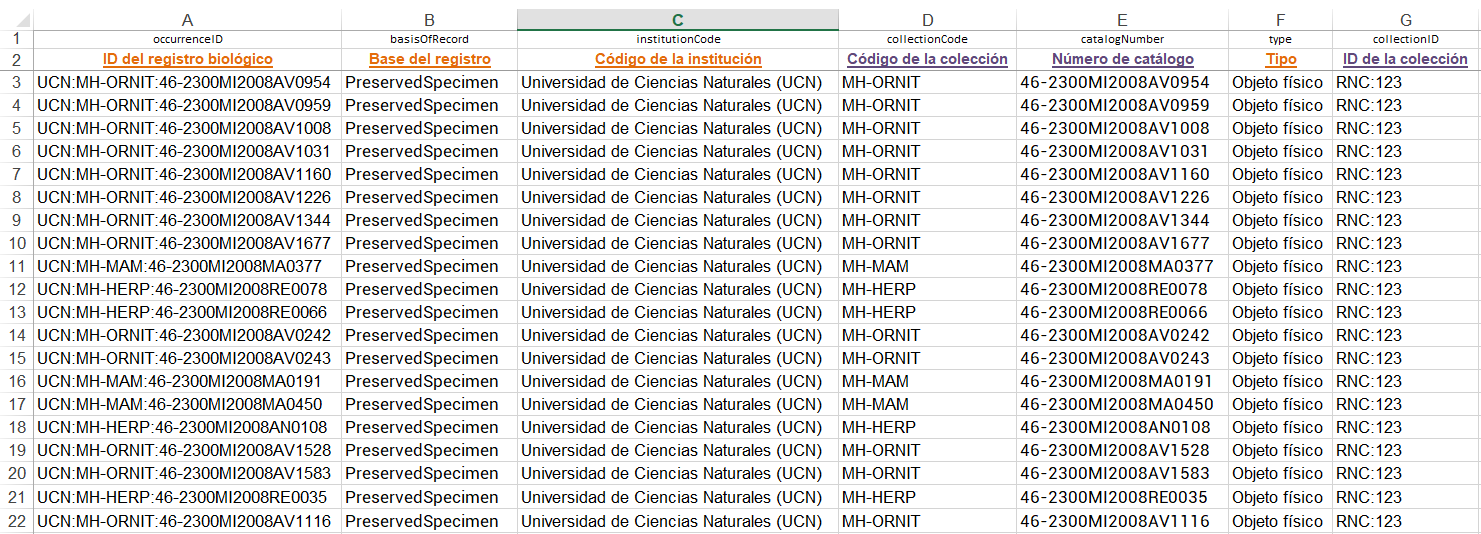 A B C D E F G
1 occurrenceID basisOfRecord institutionCode collectionCode catalogNumber type collectionID
2 ID del registro biológico Base del registro Código de la institución Código de la colección Número de catálogo Tipo ID de la colección
3 UCN:MH-ORNIT:46-2300MI2008AV0954 PreservedSpecimen Universidad de Ciencias Naturales (UCN) MH-ORNIT 46-2300MI2008AV0954 Objeto físico RNC:123
4 UCN:MH-ORNIT:46-2300MI2008AV0959 PreservedSpecimen Universidad de Ciencias Naturales (UCN) MH-ORNIT 46-2300MI2008AV0959 Objeto físico RNC:123
5 UCN:MH-ORNIT:46-2300MI2008AV1008 PreservedSpecimen Universidad de Ciencias Naturales (UCN) MH-ORNIT 46-2300MI2008AV1008 Objeto físico RNC:123
6 UCN:MH-ORNIT:46-2300MI2008AV1031 PreservedSpecimen Universidad de Ciencias Naturales (UCN) MH-ORNIT 46-2300MI2008AV1031 Objeto físico RNC:123
7 UCN:MH-ORNIT:46-2300MI2008AV1160 PreservedSpecimen Universidad de Ciencias Naturales (UCN) MH-ORNIT 46-2300MI2008AV1160 Objeto físico RNC:123
8 UCN:MH-ORNIT:46-2300MI2008AV1226 PreservedSpecimen Universidad de Ciencias Naturales (UCN) MH-ORNIT 46-2300MI2008AV1226 Objeto físico RNC:123
9 UCN:MH-ORNIT:46-2300MI2008AV1344 PreservedSpecimen Universidad de Ciencias Naturales (UCN) MH-ORNIT 46-2300MI2008AV1344 Objeto físico RNC:123
10 UCN:MH-ORNIT:46-2300MI2008AV1677 PreservedSpecimen Universidad de Ciencias Naturales (UCN) MH-ORNIT 46-2300MI2008AV1677 Objeto físico RNC:123
11 UCN:MH-MAM:46-2300MI2008MA0377 PreservedSpecimen Universidad de Ciencias Naturales (UCN) MH-MAM 46-2300MI2008MA0377 Objeto físico RNC:123
12 UCN:MH-HERP:46-2300MI2008RE0078 PreservedSpecimen Universidad de Ciencias Naturales (UCN) MH-HERP 46-2300MI2008RE0078 Objeto físico RNC:123
13 UCN:MH-HERP:46-2300MI2008RE0066 PreservedSpecimen Universidad de Ciencias Naturales (UCN) MH-HERP 46-2300MI2008RE0066 Objeto físico RNC:123
14 UCN:MH-ORNIT:46-2300MI2008AV0242 PreservedSpecimen Universidad de Ciencias Naturales (UCN) MH-ORNIT 46-2300MI2008AV0242 Objeto físico RNC:123
15 UCN:MH-ORNIT:46-2300MI2008AV0243 PreservedSpecimen Universidad de Ciencias Naturales (UCN) MH-ORNIT 46-2300MI2008AV0243 Objeto físico RNC:123
16 UCN:MH-MAM:46-2300MI2008MA0191 PreservedSpecimen Universidad de Ciencias Naturales (UCN) MH-MAM 46-2300MI2008MA0191 Objeto físico RNC:123
17 UCN:MH-MAM:46-2300MI2008MA0450 PreservedSpecimen Universidad de Ciencias Naturales (UCN) MH-MAM 46-2300MI2008MA0450 Objeto físico RNC:123
18 UCN:MH-HERP:46-2300MI2008AN0108 PreservedSpecimen Universidad de Ciencias Naturales (UCN) MH-HERP 46-2300MI2008AN0108 Objeto físico RNC:123
19 UCN:MH-ORNIT:46-2300MI2008AV1528 PreservedSpecimen Universidad de Ciencias Naturales (UCN) MH-ORNIT 46-2300MI2008AV1528 Objeto físico RNC:123
20 UCN:MH-ORNIT:46-2300MI2008AV1583 PreservedSpecimen Universidad de Ciencias Naturales (UCN) MH-ORNIT 46-2300MI2008AV1583 Objeto físico RNC:123
21 UCN:MH-HERP:46-2300MI2008RE0035 PreservedSpecimen Universidad de Ciencias Naturales (UCN) MH-HERP 46-2300MI2008RE0035 Objeto físico RNC:123
22 UCN:MH-ORNIT:46-2300MI2008AV1116 PreservedSpecimen Universidad de Ciencias Naturales (UCN) MH-ORNIT 46-2300MI2008AV1116 Objeto físico RNC:123